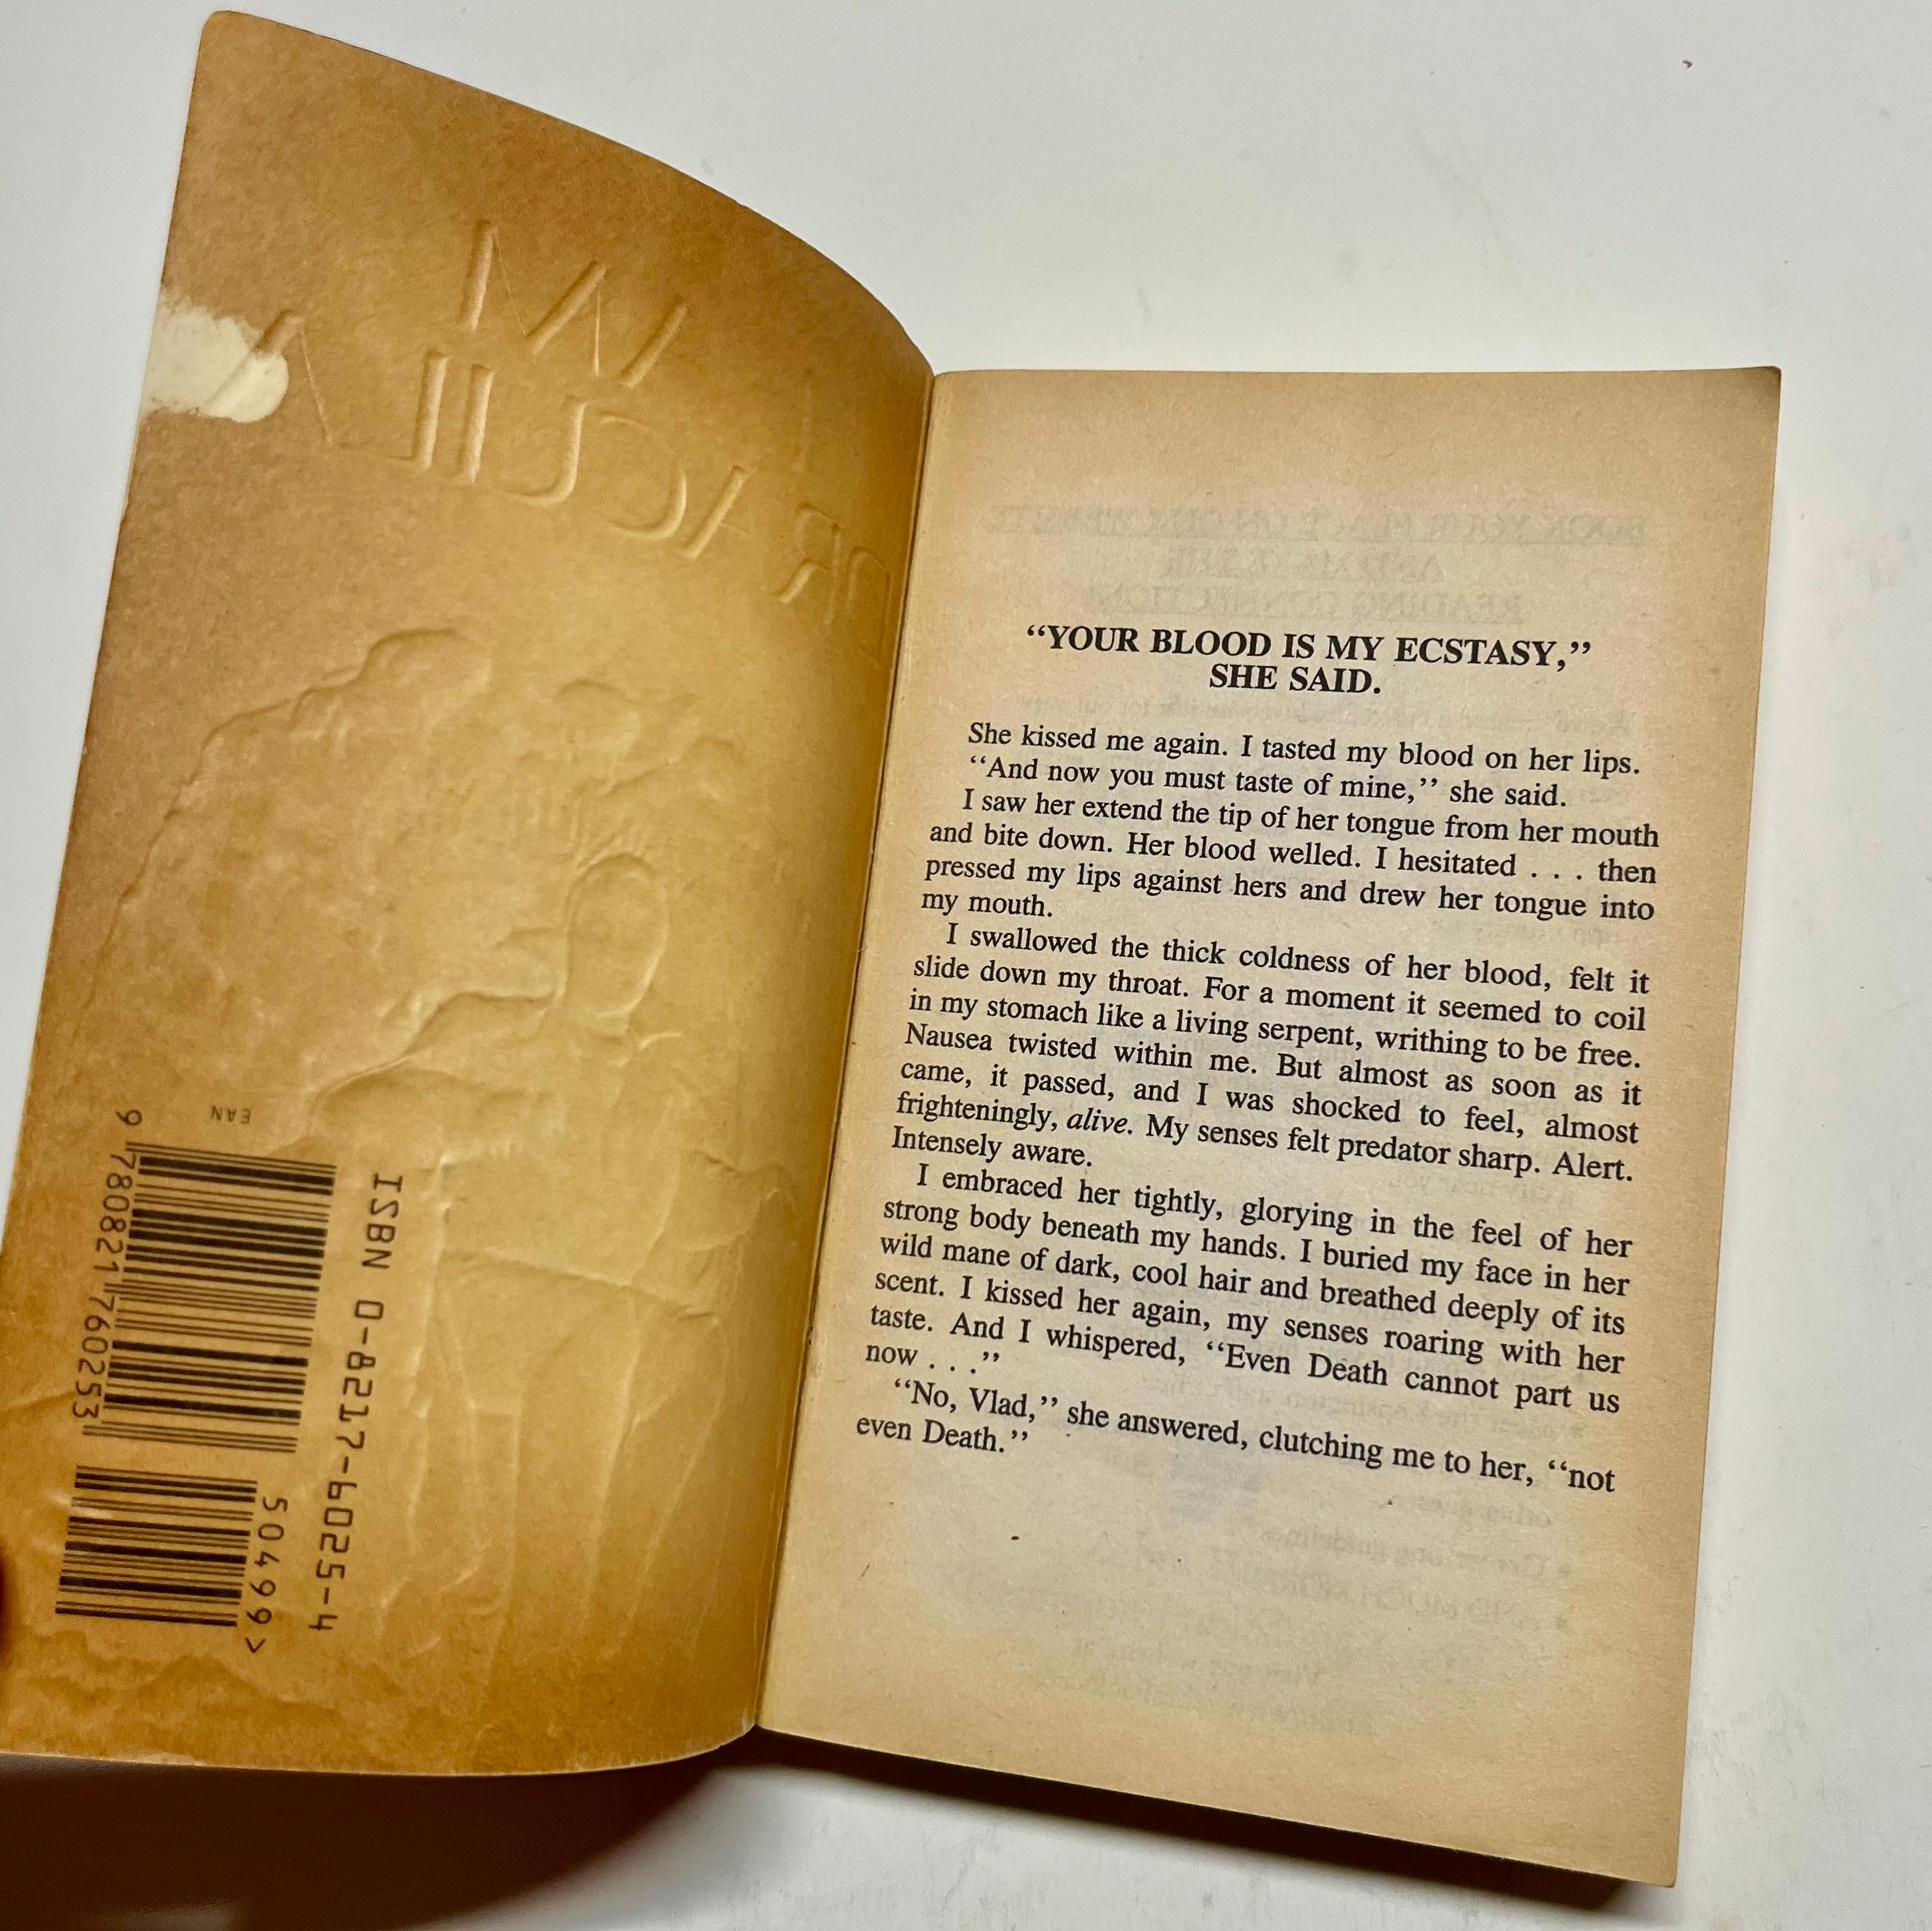 EAN
9 780821 760253
ISBN 0-8217-6025-4
50499>
“YOUR BLOOD IS MY ECSTASY,”
SHE SAID.
She kissed me again. I tasted my blood on her lips.
“And now you must taste of mine,” she said.
I saw her extend the tip of her tongue from her mouth
and bite down. Her blood welled. I hesitated . . . then
pressed my lips against hers and drew her tongue into
my mouth.
I swallowed the thick coldness of her blood, felt it
slide down my throat. For a moment it seemed to coil
in my stomach like a living serpent, writhing to be free.
Nausea twisted within me. But almost as soon as it
came, it passed, and I was shocked to feel, almost
frighteningly, alive. My senses felt predator sharp. Alert.
Intensely aware.
I embraced her tightly, glorying in the feel of her
strong body beneath my hands. I buried my face in her
wild mane of dark, cool hair and breathed deeply of its
scent. I kissed her again, my senses roaring with her
taste. And I whispered, “Even Death cannot part us
now . . .”
“No, Vlad,” she answered, clutching me to her, “not
even Death.”